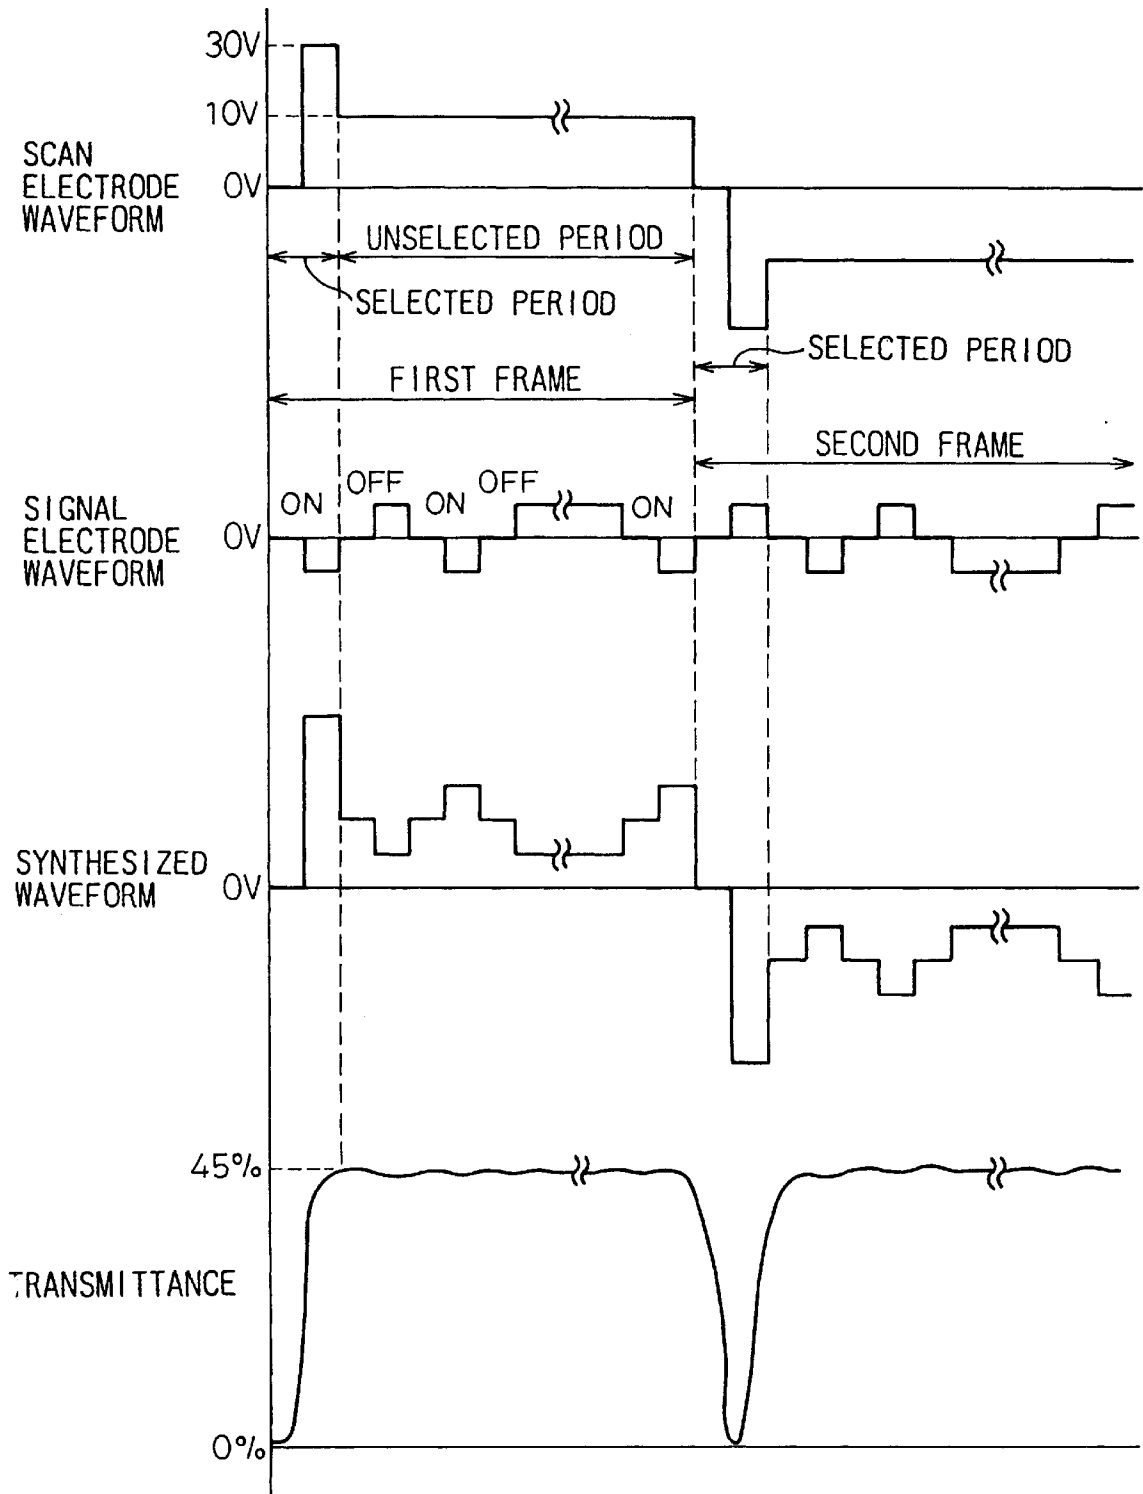 30V
10V
SCAN
ELECTRODE
WAVEFORM
0V
UNSELECTED PERIOD
SELECTED PERIOD
SELECTED PERIOD
FIRST FRAME
SECOND FRAME
ON
OFF
ON
OFF
ON
SIGNAL
ELECTRODE
WAVEFORM
0V
SYNTHESIZED
WAVEFORM
0V
45%
TRANSMITTANCE
0%